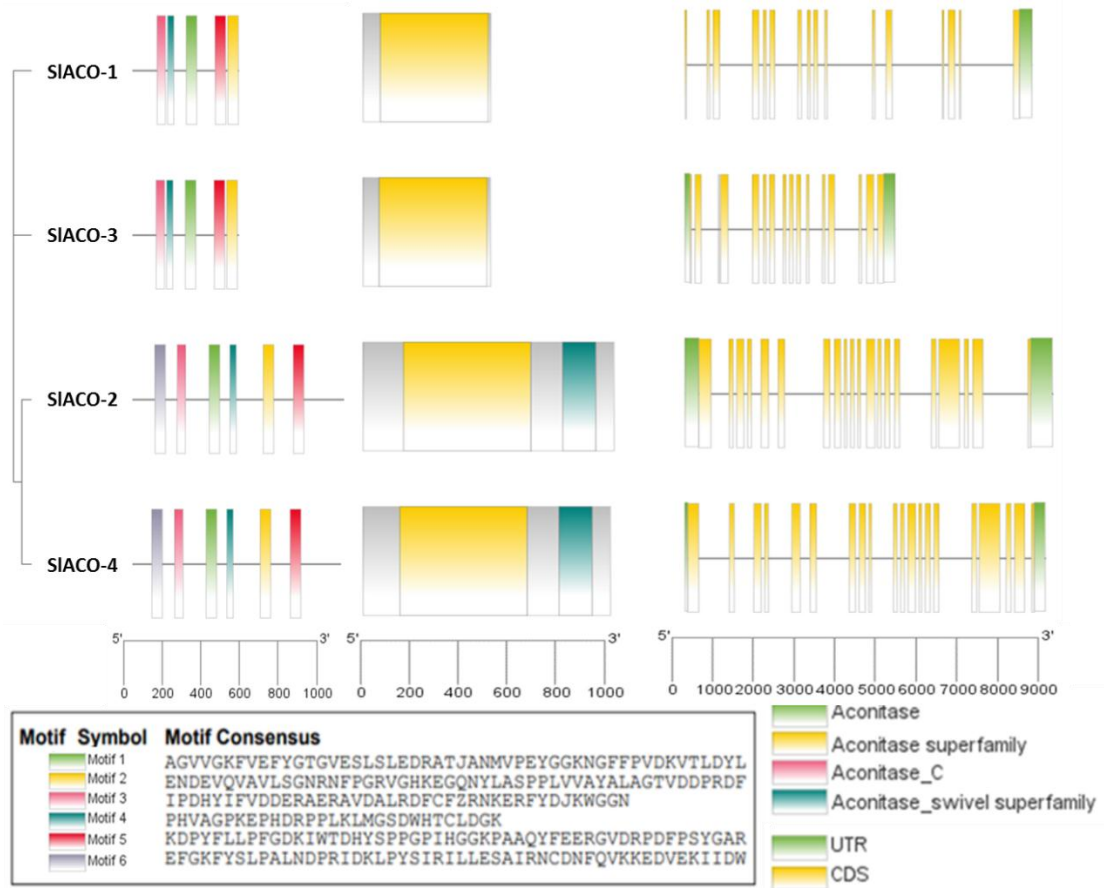 SlACO-1
SlACO-3
SlACO-2
SlACO-4
5' 3' 5' 5' 3'
0 200 400 600 800 1000 0 200 400 600 800 1000 0 1000 2000 3000 4000 5000 6000 7000 8000 9000
Motif Symbol Motif Consensus
Motif 1 AGVVGKFVEFYGTGVESLSLEDRATJANMVPEYGGKNGFFPVDKVTLDYL
Motif 2 ENDEVQVAVLSGNRNFPGRVGHKEGQNYLASPPLVVAYALAGTVDDPRDF
Motif 3 IPDHYIFVDDERAERAVDALRDFCFZRNKERFYDJKWGGN
Motif 4 PHVAGPKEPHDRPPLKLMGSDWHTCLDGK
Motif 5 KDPYFLLPFGDKIWTDHYSPPGPIHGGKPAAQYFEERGVDRPDFPSYGAR
Motif 6 EFGKFYSLPALNDPRIDKLPYSIRILLESAIRNCDNFQVKKEDVEKIIDW
Aconitase
Aconitase superfamily
Aconitase_C
Aconitase_swivel superfamily
UTR
CDS